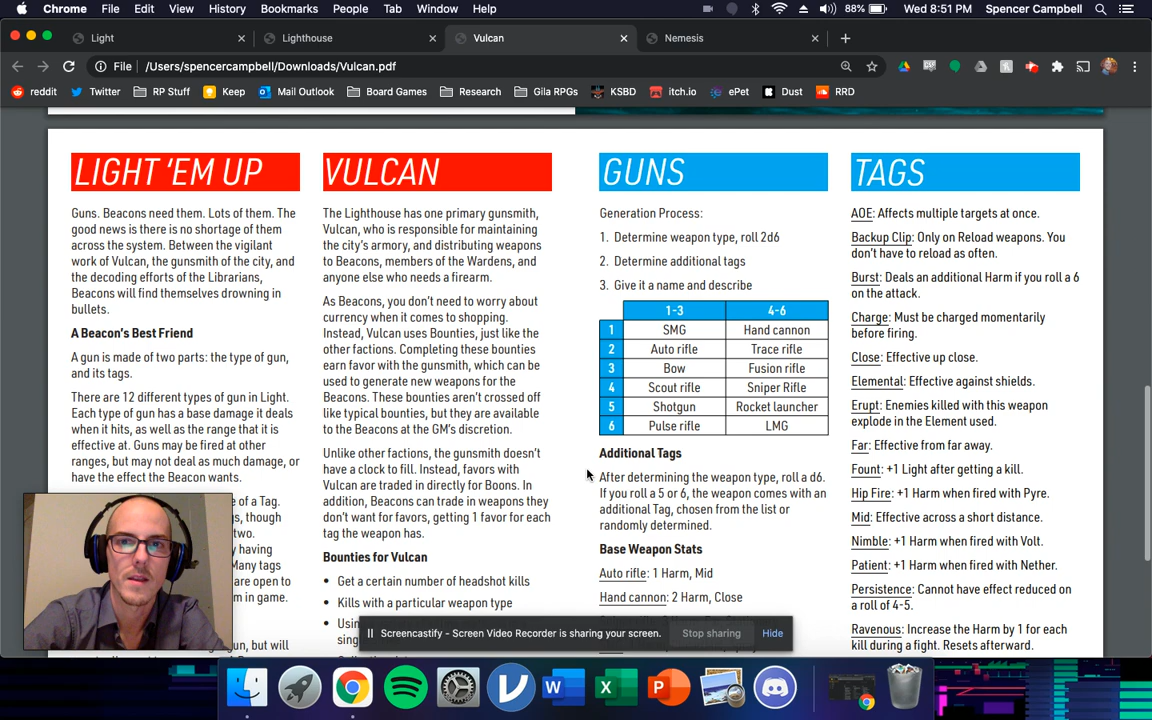 Chrome File Edit View History Bookmarks People Tab Window Help 88% Wed 8:51 PM Spencer Campbell
Light Lighthouse Vulcan Nemesis
File /Users/spencercampbell/Downloads/Vulcan.pdf
reddit Twitter RP Stuff Keep Mail Outlook Board Games Research Gila RPGs KSBD itch.io ePet Dust RRD
LIGHT 'EM UP
Guns. Beacons need them. Lots of them. The
good news is there is no shortage of them
across the system. Between the vigilant
work of Vulcan, the gunsmith of the city, and
the decoding efforts of the Librarians,
Beacons will find themselves drowning in
bullets.
A Beacon's Best Friend
A gun is made of two parts: the type of gun,
and its tags.
There are 12 different types of gun in Light.
Each type of gun has a base damage it deals
when it hits, as well as the range that it is
effective at. Guns may be fired at other
ranges, but may not deal as much damage, or
have the effect the Beacon wants.
e of a Tag.
gs, though
two.
y having
Many tags
are open to
m in game.
gun, but will
VULCAN
The Lighthouse has one primary gunsmith,
Vulcan, who is responsible for maintaining
the city's armory, and distributing weapons
to Beacons, members of the Wardens, and
anyone else who needs a firearm.
As Beacons, you don't need to worry about
currency when it comes to shopping.
Instead, Vulcan uses Bounties, just like the
other factions. Completing these bounties
earn favor with the gunsmith, which can be
used to generate new weapons for the
Beacons. These bounties aren't crossed off
like typical bounties, but they are available
to the Beacons at the GM's discretion.
Unlike other factions, the gunsmith doesn't
have a clock to fill. Instead, favors with
Vulcan are traded in directly for Boons. In
addition, Beacons can trade in weapons they
don't want for favors, getting 1 favor for each
tag the weapon has.
Bounties for Vulcan
• Get a certain number of headshot kills
• Kills with a particular weapon type
GUNS
Generation Process:
1. Determine weapon type, roll 2d6
2. Determine additional tags
3. Give it a name and describe
1-3 4-6
1 SMG Hand cannon
2 Auto rifle Trace rifle
3 Bow Fusion rifle
4 Scout rifle Sniper Rifle
5 Shotgun Rocket launcher
6 Pulse rifle LMG
Additional Tags
After determining the weapon type, roll a d6.
If you roll a 5 or 6, the weapon comes with an
additional Tag, chosen from the list or
randomly determined.
Base Weapon Stats
Auto rifle: 1 Harm, Mid
Hand cannon: 2 Harm, Close
TAGS
AOE: Affects multiple targets at once.
Backup Clip: Only on Reload weapons. You
don't have to reload as often.
Burst: Deals an additional Harm if you roll a 6
on the attack.
Charge: Must be charged momentarily
before firing.
Close: Effective up close.
Elemental: Effective against shields.
Erupt: Enemies killed with this weapon
explode in the Element used.
Far: Effective from far away.
Fount: +1 Light after getting a kill.
Hip Fire: +1 Harm when fired with Pyre.
Mid: Effective across a short distance.
Nimble: +1 Harm when fired with Volt.
Patient: +1 Harm when fired with Nether.
Persistence: Cannot have effect reduced on
a roll of 4-5.
Ravenous: Increase the Harm by 1 for each
kill during a fight. Resets afterward.
Screencastify - Screen Video Recorder is sharing your screen. Stop sharing Hide